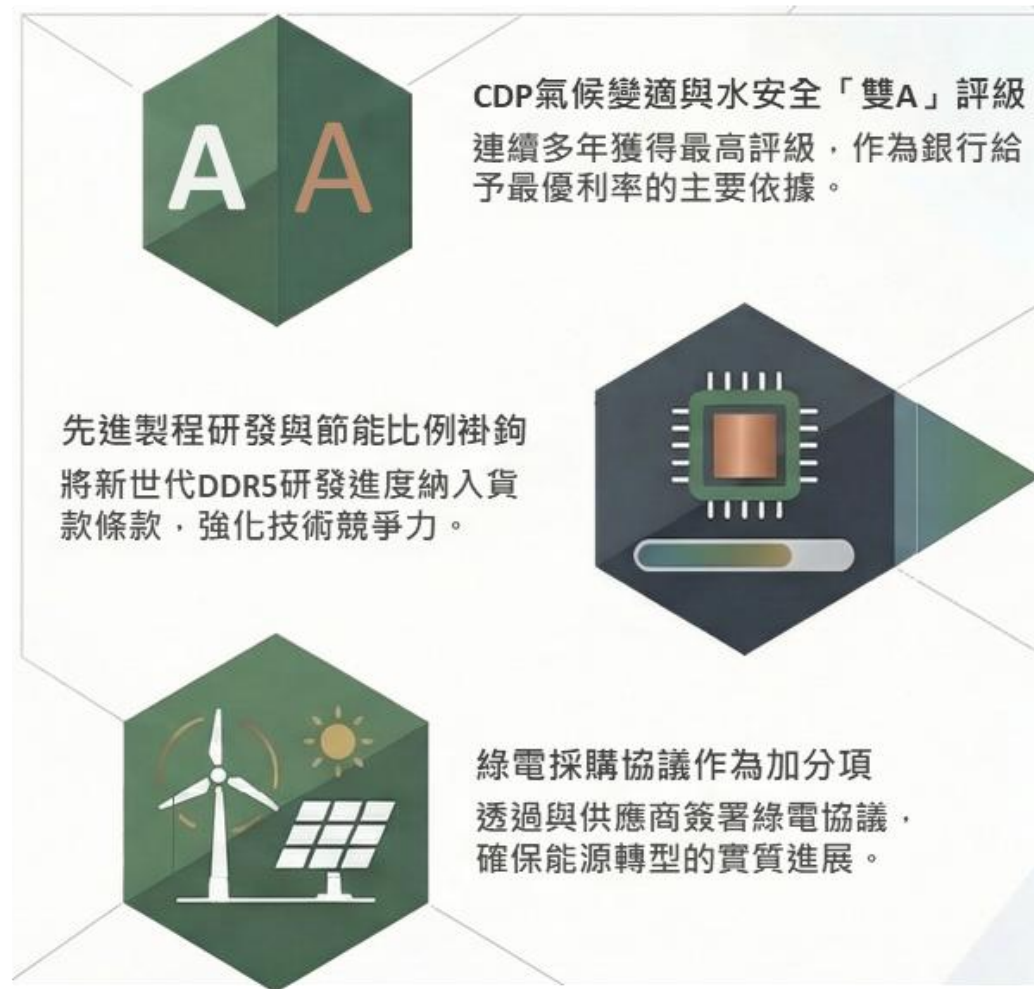 AA
CDP氣候變適與水安全「雙A」評級
連續多年獲得最高評級，作為銀行給
予最優利率的主要依據。
先進製程研發與節能比例褂鉤
將新世代DDR5研發進度納入貨
款條款，強化技術競爭力。
綠電採購協議作為加分項
透過與供應商簽署綠電協議，
確保能源轉型的實質進展。